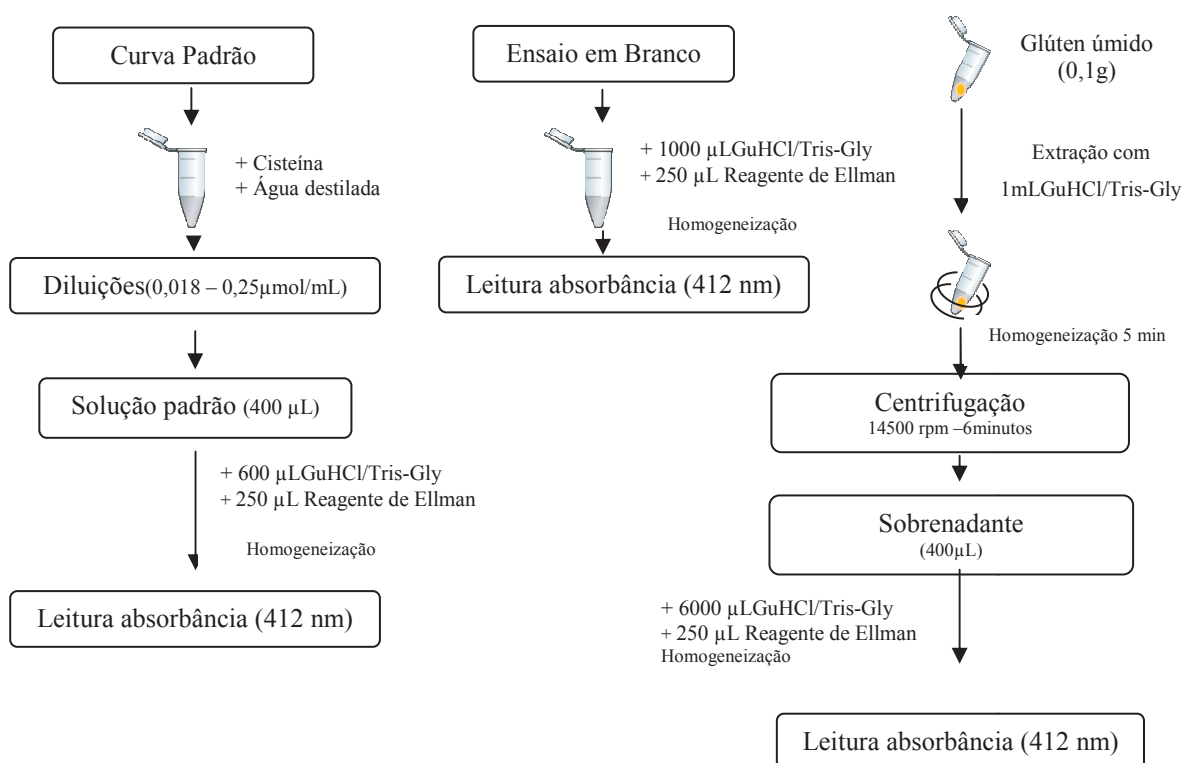 Curva Padrão
+ Cisteína
+ Água destilada
Diluições(0,018 – 0,25µmol/mL)
Solução padrão (400 µL)
+ 600 µLGuHCl/Tris-Gly
+ 250 µL Reagente de Ellman
Homogeneização
Leitura absorbância (412 nm)
Ensaio em Branco
+ 1000 µLGuHCl/Tris-Gly
+ 250 µL Reagente de Ellman
Homogeneização
Leitura absorbância (412 nm)
Glúten úmido
(0,1g)
Extração com
1mLGuHCl/Tris-Gly
Homogeneização 5 min
Centrifugação
14500 rpm –6minutos
Sobrenadante
(400µL)
+ 6000 µLGuHCl/Tris-Gly
+ 250 µL Reagente de Ellman
Homogeneização
Leitura absorbância (412 nm)